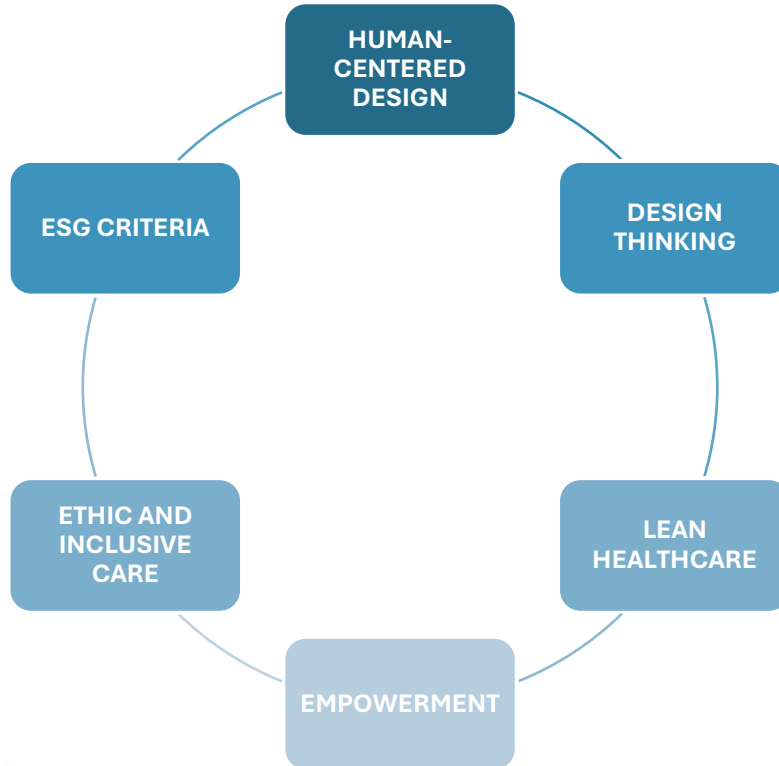 HUMAN-
CENTERED
DESIGN
ESG CRITERIA
DESIGN
THINKING
ETHIC AND
INCLUSIVE
CARE
LEAN
HEALTHCARE
EMPOWERMENT